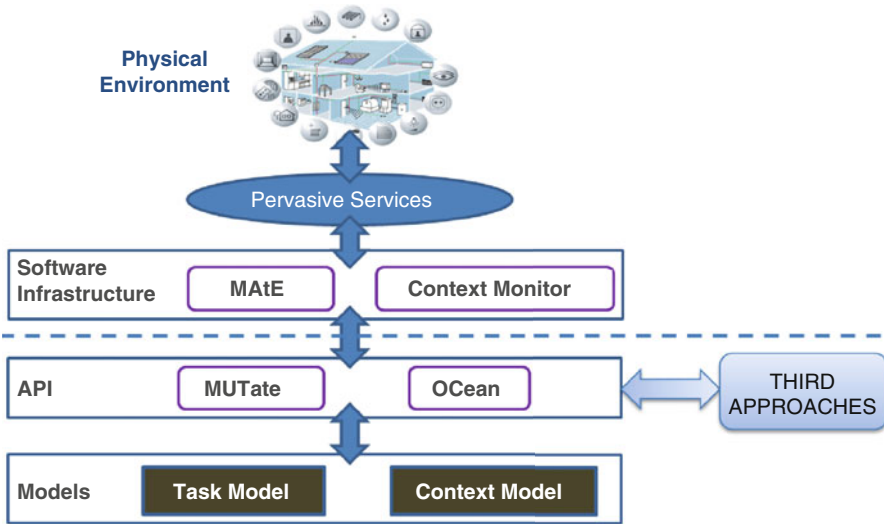 Physical
Environment
Pervasive Services
Software
Infrastructure
MAtE
Context Monitor
API
MUTate
OCean
THIRD
APPROACHES
Models
Task Model
Context Model